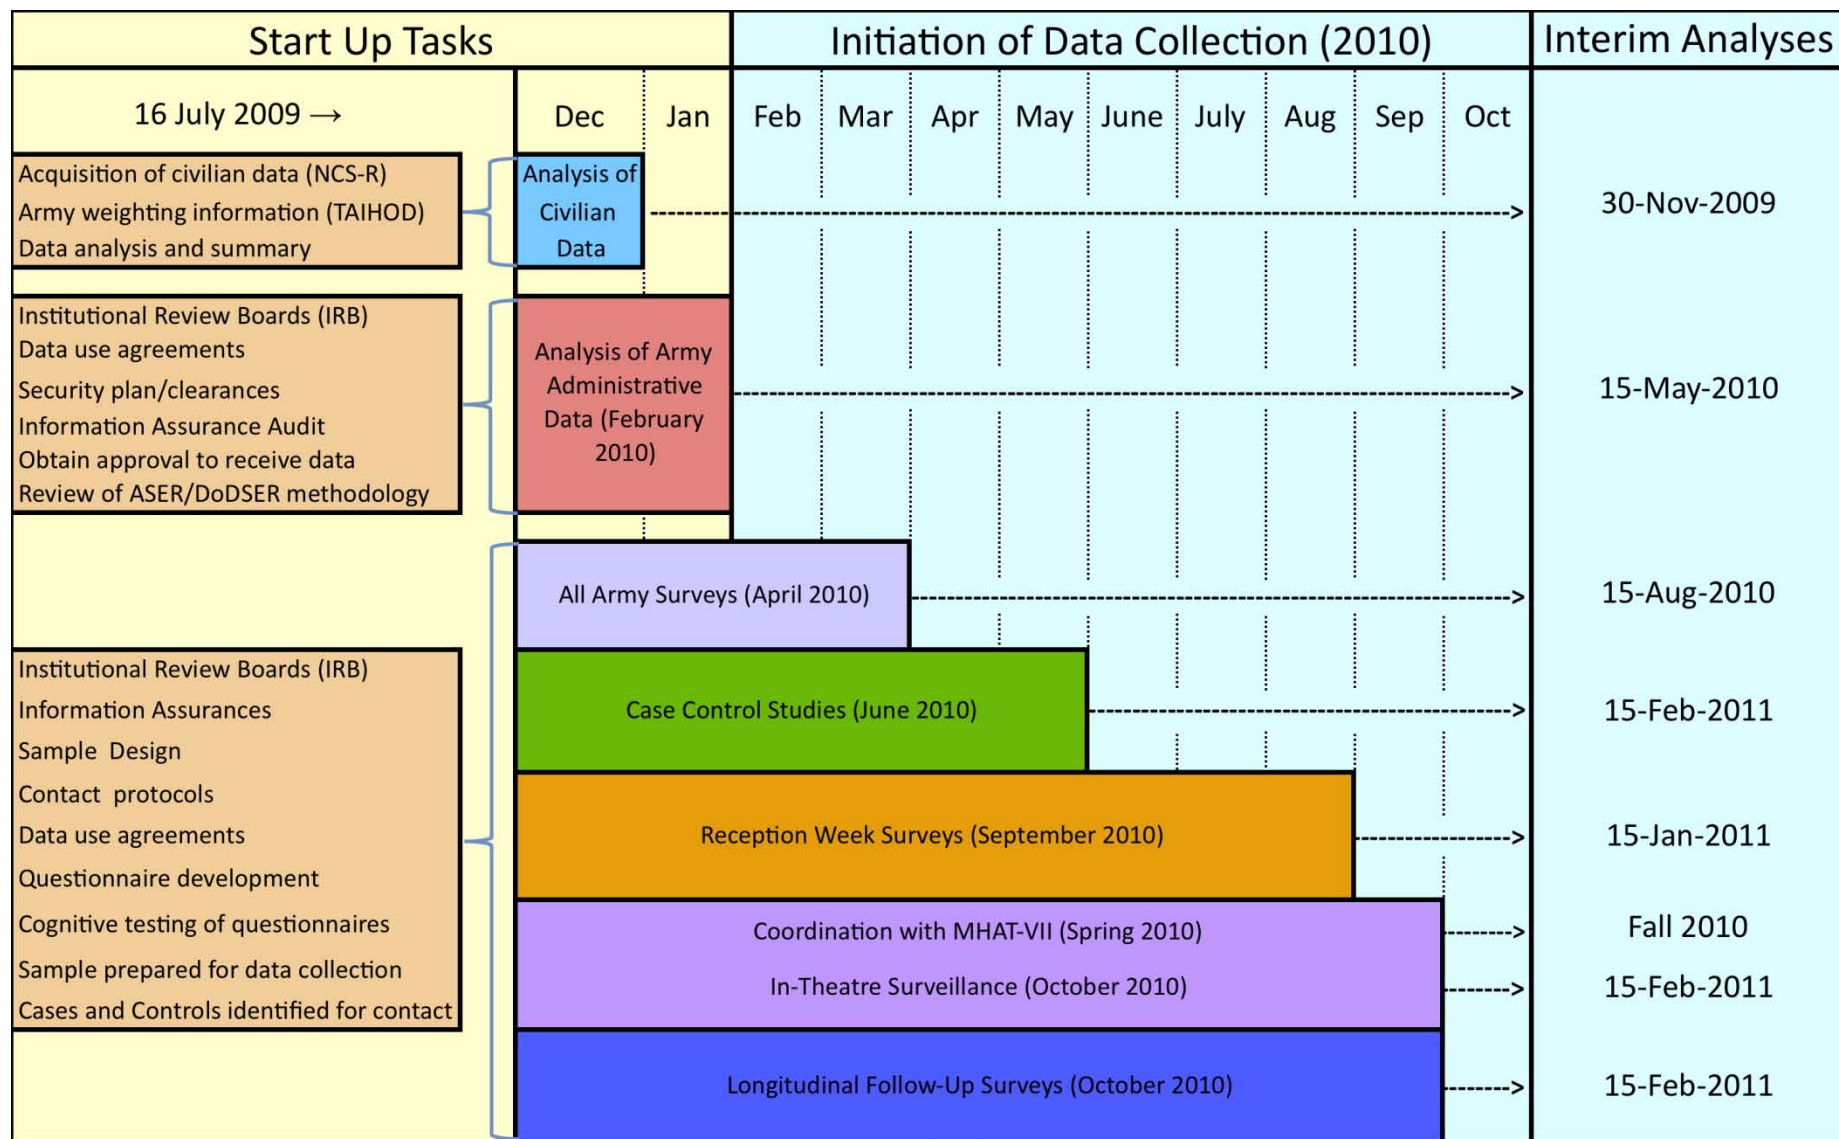 Start Up Tasks
Initiation of Data Collection (2010)
Interim Analyses
16 July 2009 →
Dec
Jan
Feb
Mar
Apr
May
June
July
Aug
Sep
Oct
Acquisition of civilian data (NCS-R)
Army weighting information (TAIHOD)
Data analysis and summary
Analysis of
Civilian
Data
30-Nov-2009
Institutional Review Boards (IRB)
Data use agreements
Security plan/clearances
Information Assurance Audit
Obtain approval to receive data
Review of ASER/DoDSER methodology
Analysis of Army
Administrative
Data (February
2010)
15-May-2010
All Army Surveys (April 2010)
15-Aug-2010
Institutional Review Boards (IRB)
Information Assurances
Sample Design
Contact protocols
Data use agreements
Questionnaire development
Cognitive testing of questionnaires
Sample prepared for data collection
Cases and Controls identified for contact
Case Control Studies (June 2010)
15-Feb-2011
Reception Week Surveys (September 2010)
15-Jan-2011
Coordination with MHAT-VII (Spring 2010)
Fall 2010
In-Theatre Surveillance (October 2010)
15-Feb-2011
Longitudinal Follow-Up Surveys (October 2010)
15-Feb-2011